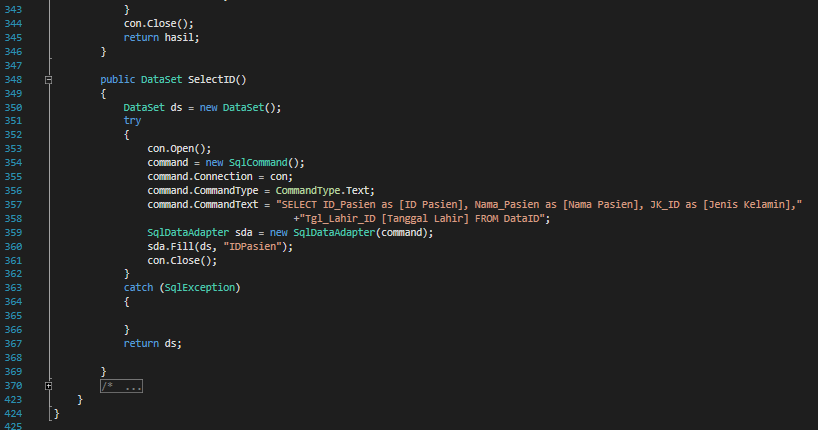 343 }
344 con.Close();
345 return hasil;
346 }
347
348 public DataSet SelectID()
349 {
350 DataSet ds = new DataSet();
351 try
352 {
353 con.Open();
354 command = new SqlCommand();
355 command.Connection = con;
356 command.CommandType = CommandType.Text;
357 command.CommandText = "SELECT ID_Pasien as [ID Pasien], Nama_Pasien as [Nama Pasien], JK_ID as [Jenis Kelamin],"
358 +"Tgl_Lahir_ID [Tanggal Lahir] FROM DataID";
359 SqlDataAdapter sda = new SqlDataAdapter(command);
360 sda.Fill(ds, "IDPasien");
361 con.Close();
362 }
363 catch (SqlException)
364 {
365
366 }
367 return ds;
368
369 }
370 /* ...
423 }
424 }
425